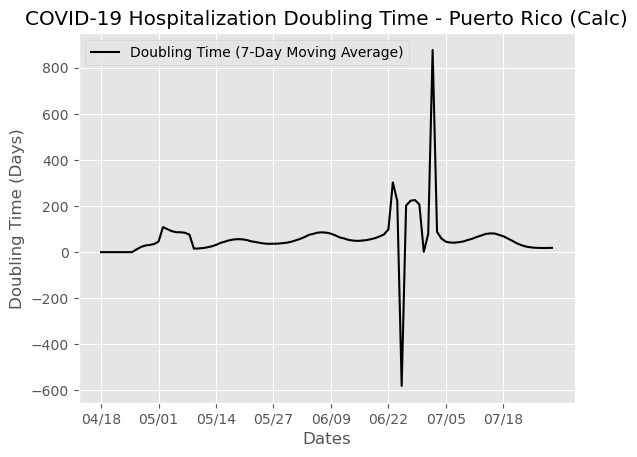 COVID-19 Hospitalization Doubling Time - Puerto Rico (Calc)
Doubling Time (7-Day Moving Average)
Doubling Time (Days)
800
600
400
200
0
−200
−400
−600
04/18 05/01 05/14 05/27 06/09 06/22 07/05 07/18
Dates